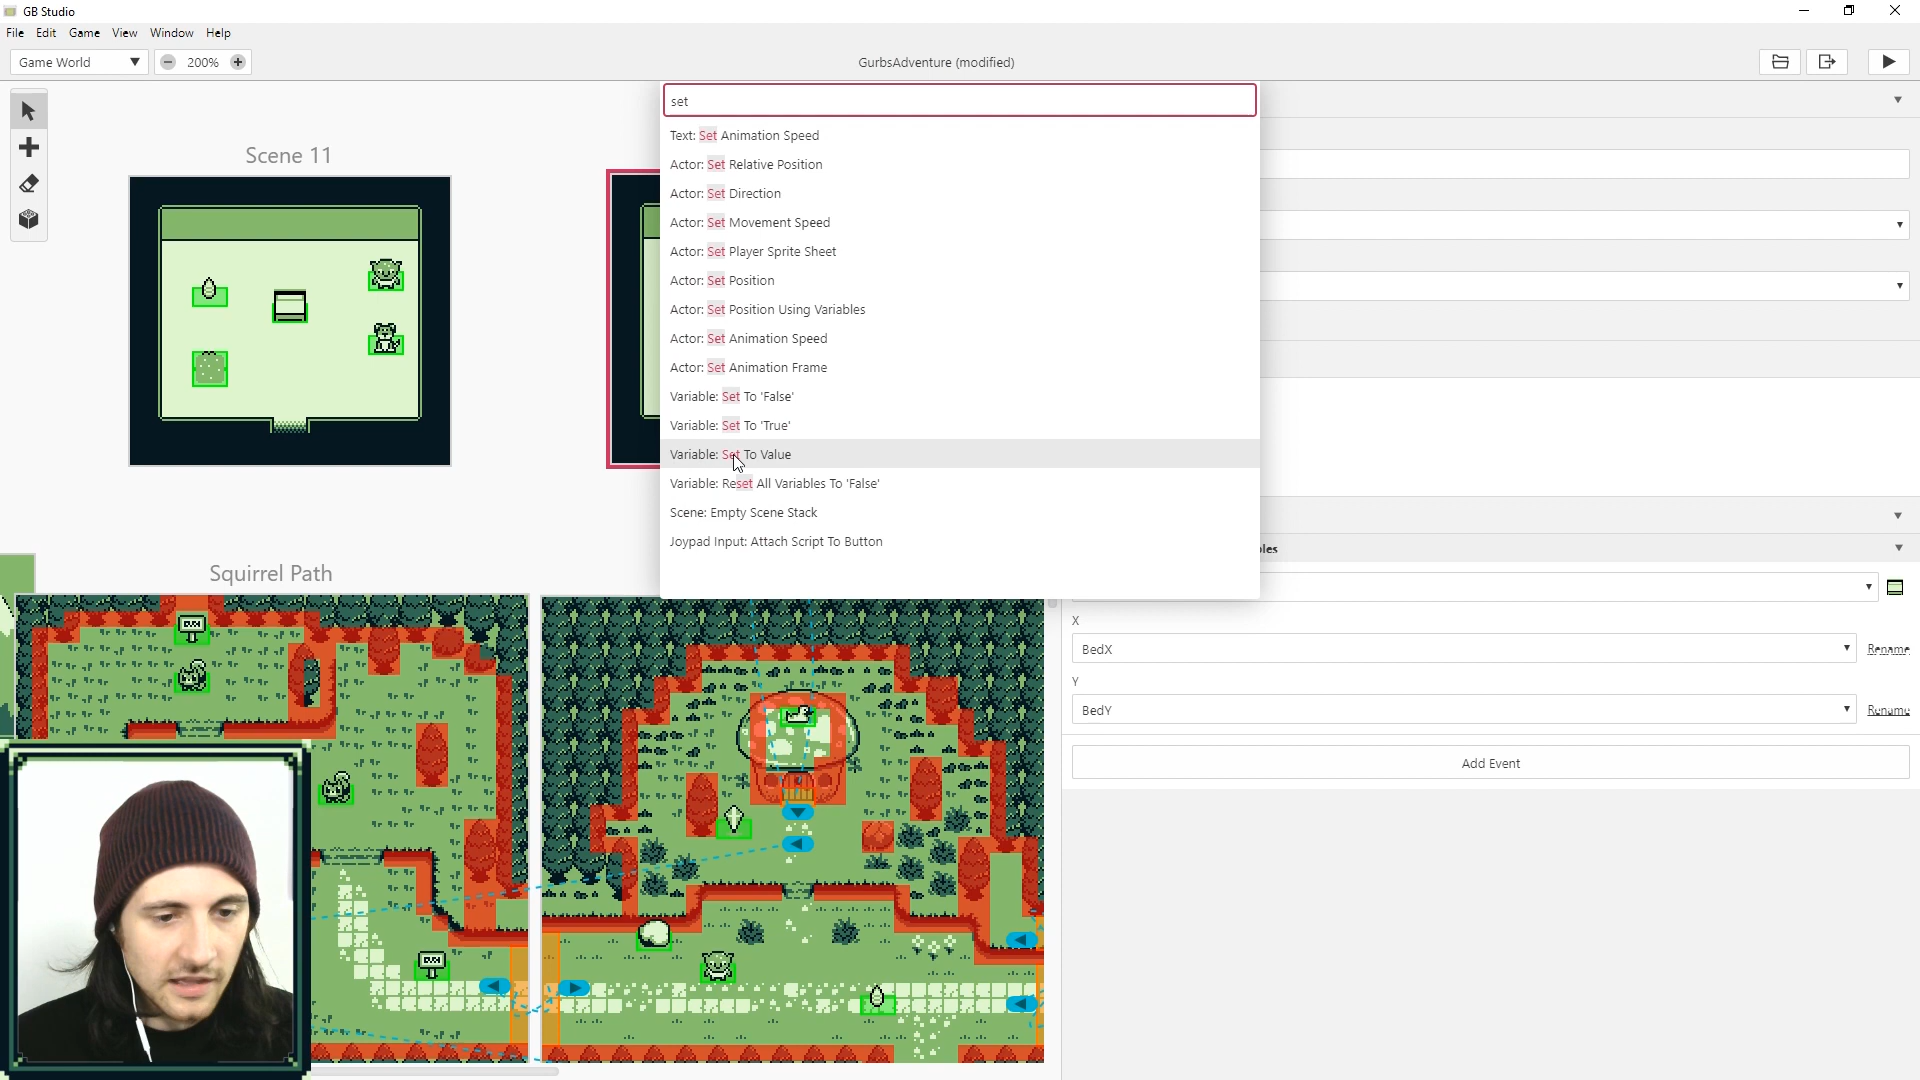 GB Studio
File Edit Game View Window Help
Game World 200% GurbsAdventure (modified)
set
Text: Set Animation Speed
Actor: Set Relative Position
Actor: Set Direction
Actor: Set Movement Speed
Actor: Set Player Sprite Sheet
Actor: Set Position
Actor: Set Position Using Variables
Actor: Set Animation Speed
Actor: Set Animation Frame
Variable: Set To 'False'
Variable: Set To 'True'
Variable: Set To Value
Variable: Reset All Variables To 'False'
Scene: Empty Scene Stack
Joypad Input: Attach Script To Button
Scene 11
Squirrel Path
X
BedX Rename
Y
BedY Rename
Add Event